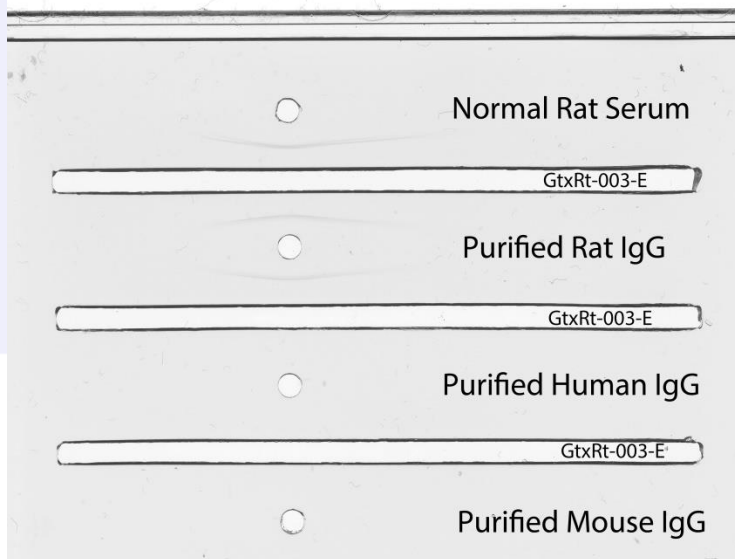 Normal Rat Serum
GtxRt-003-E
Purified Rat IgG
GtxRt-003-E
Purified Human IgG
GtxRt-003-E
Purified Mouse IgG